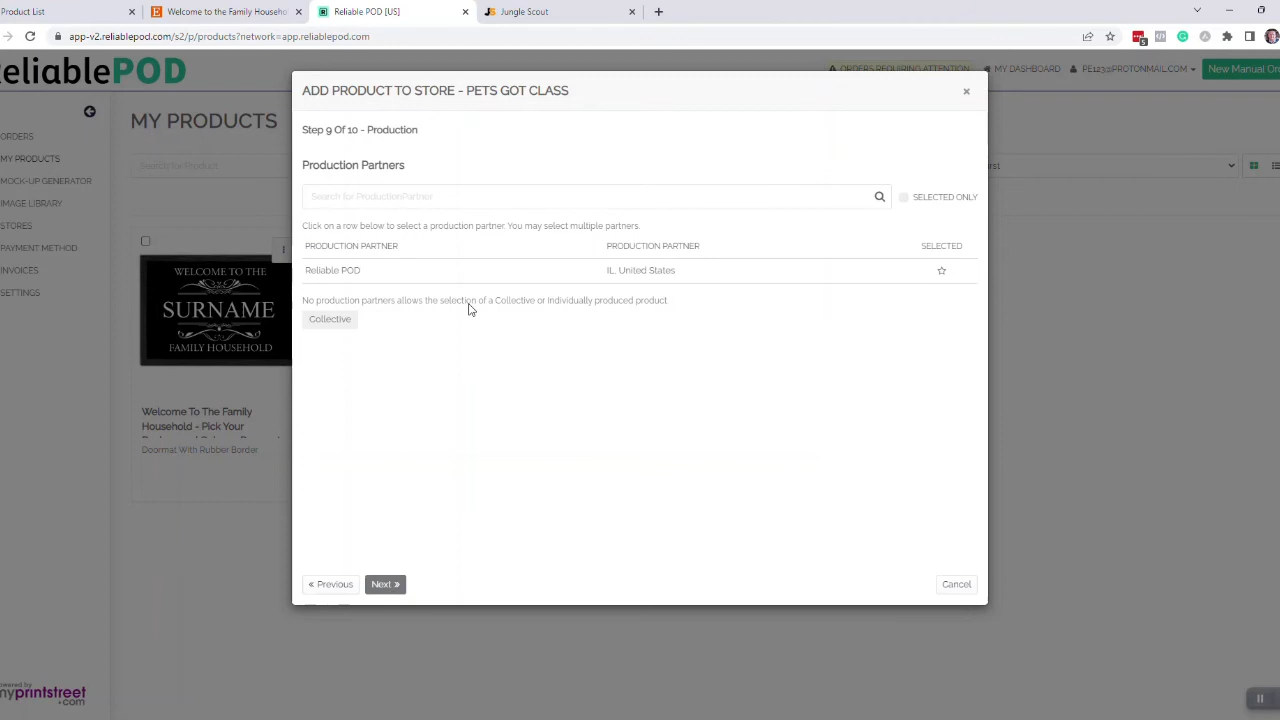 Product List
Welcome to the Family Househo
Reliable POD [US]
Jungle Scout
app-v2.reliablepod.com/s2/p/products?network=app.reliablepod.com
5
eliablePOD
ORDERS REQUIRING ATTENTION
MY DASHBOARD
PE123@PROTONMAIL.COM
New Manual Or
ORDERS
MY PRODUCTS
MOCK-UP GENERATOR
IMAGE LIBRARY
STORES
PAYMENT METHOD
INVOICES
SETTINGS
MY PRODUCTS
Search for Product
irst
WELCOME TO THE
SURNAME
FAMILY HOUSEHOLD
Welcome To The Family
Household - Pick Your
Doormat With Rubber Border
ADD PRODUCT TO STORE - PETS GOT CLASS
×
Step 9 Of 10 - Production
Production Partners
Search for ProductionPartner
SELECTED ONLY
Click on a row below to select a production partner. You may select multiple partners.
PRODUCTION PARTNER PRODUCTION PARTNER SELECTED
Reliable POD IL, United States
No production partners allows the selection of a Collective or Individually produced product.
Collective
« Previous
Next »
Cancel
owered by
myprintstreet
.com